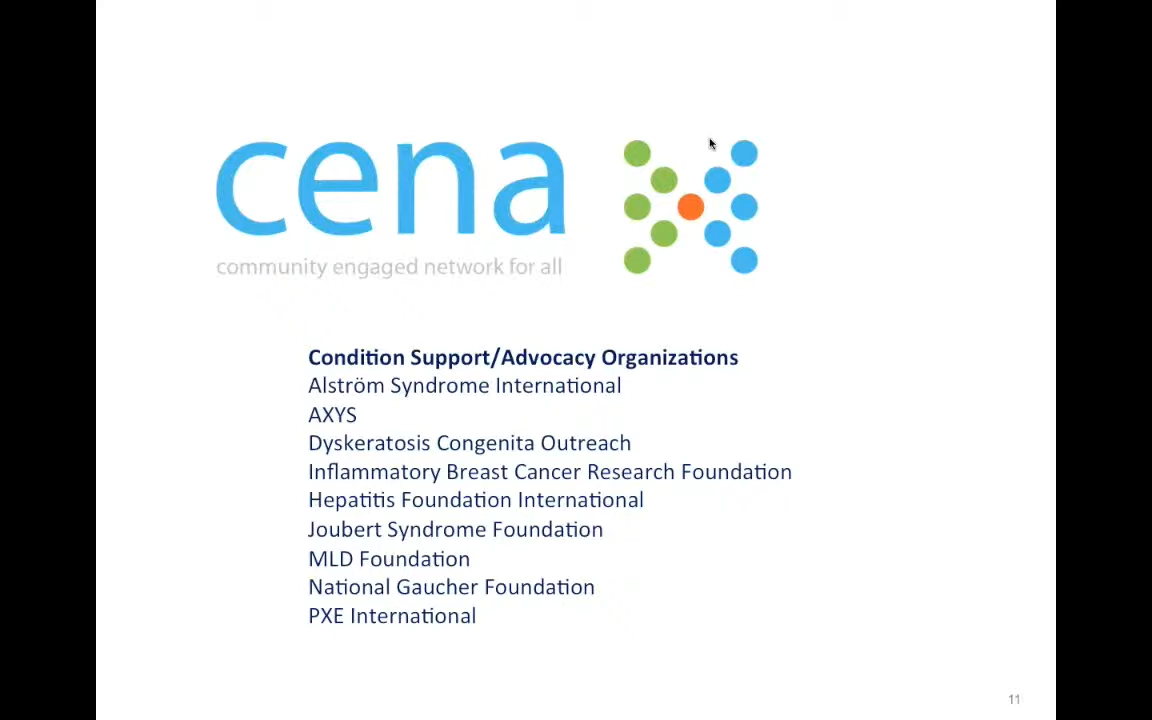 cena
community engaged network for all
Condition Support/Advocacy Organizations
Alström Syndrome International
AXYS
Dyskeratosis Congenita Outreach
Inflammatory Breast Cancer Research Foundation
Hepatitis Foundation International
Joubert Syndrome Foundation
MLD Foundation
National Gaucher Foundation
PXE International
11